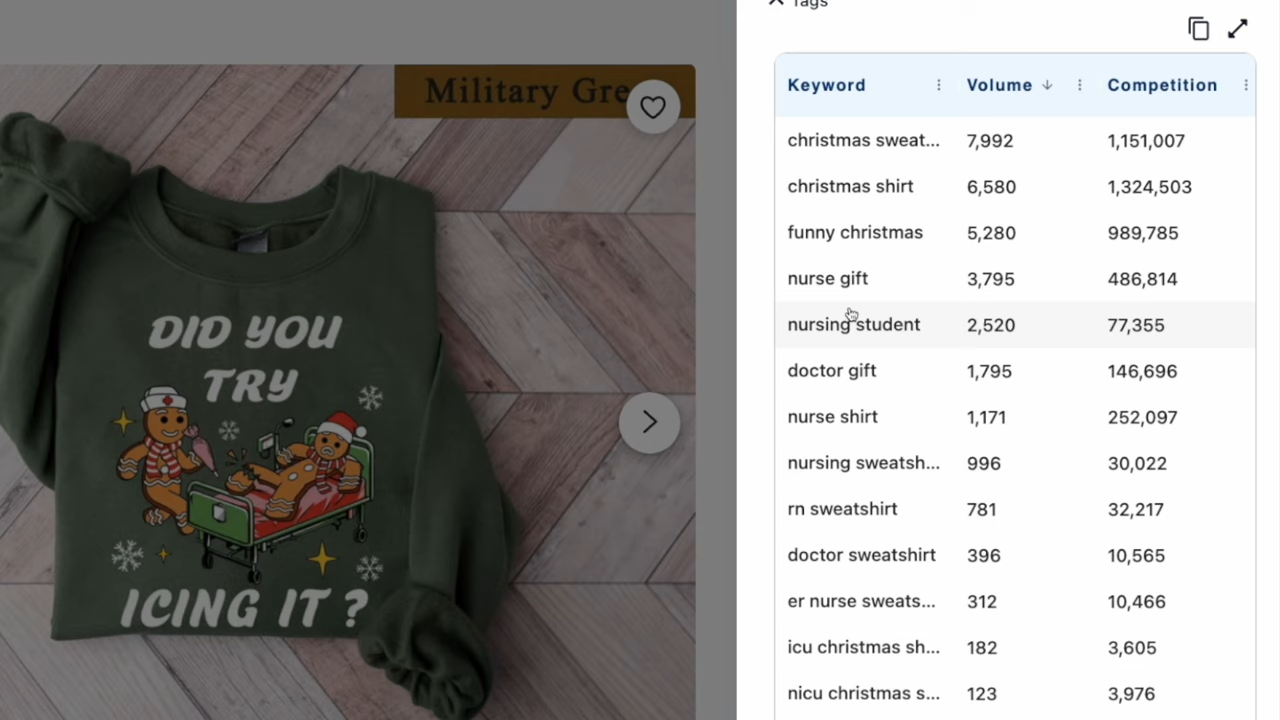 Tags
Military Gre
Keyword Volume Competition
christmas sweat... 7,992 1,151,007
christmas shirt 6,580 1,324,503
funny christmas 5,280 989,785
nurse gift 3,795 486,814
nursing student 2,520 77,355
doctor gift 1,795 146,696
nurse shirt 1,171 252,097
nursing sweatsh... 996 30,022
rn sweatshirt 781 32,217
doctor sweatshirt 396 10,565
er nurse sweats... 312 10,466
icu christmas sh... 182 3,605
nicu christmas s... 123 3,976
DID YOU
TRY
ICING IT ?